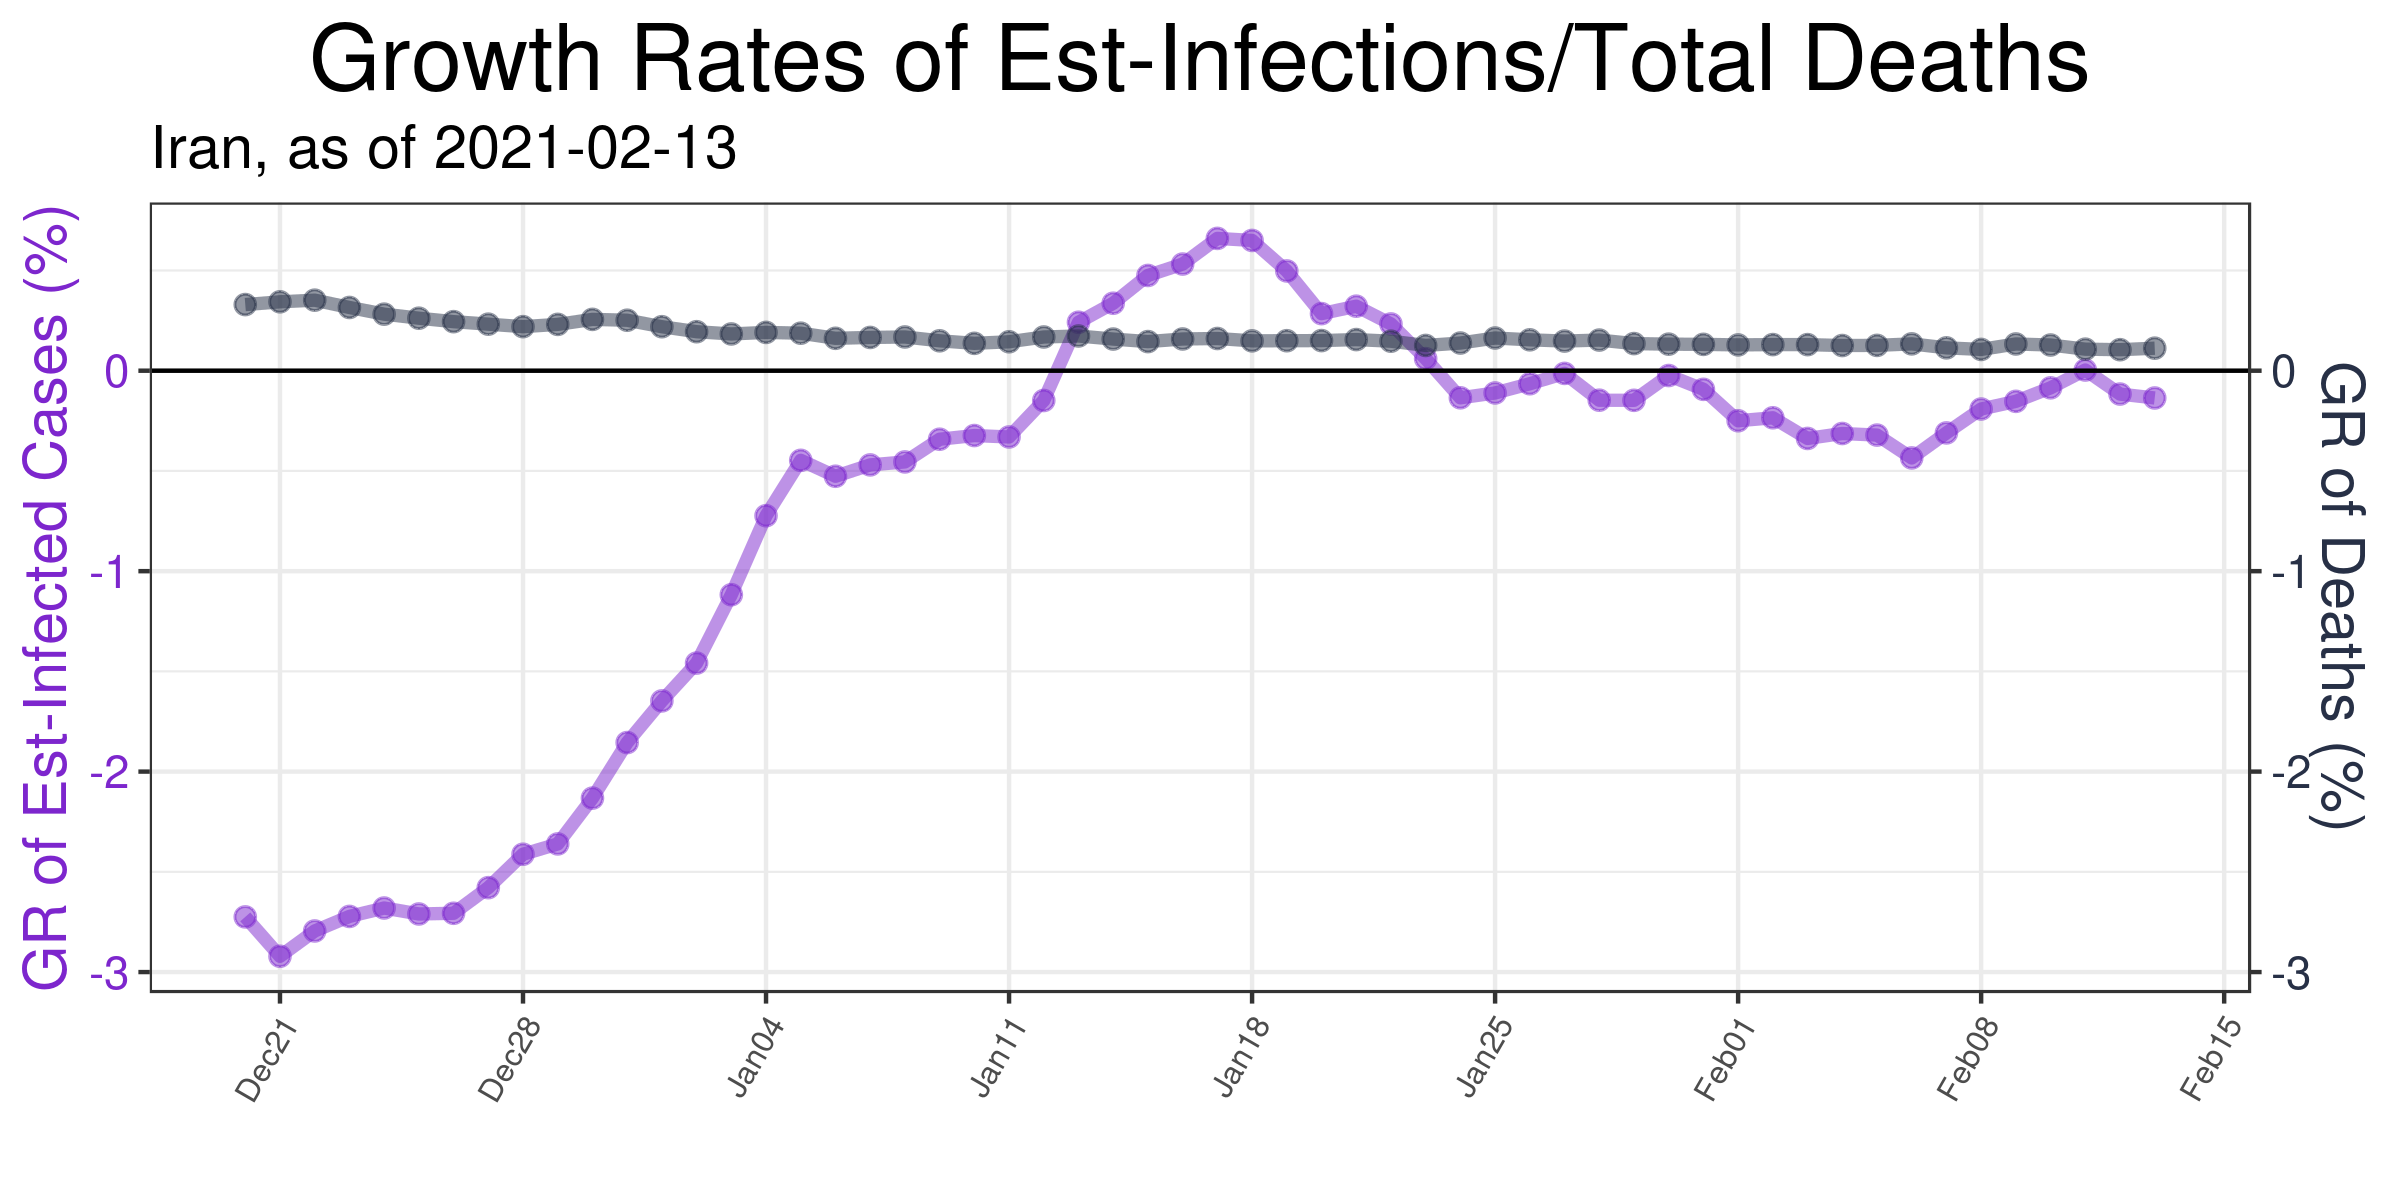 Growth Rates of Est-Infections/Total Deaths
Iran, as of 2021-02-13
GR of Est-Infected Cases (%)
0
-1
-2
-3
0
-1
-2
-3
GR of Deaths (%)
Dec21
Dec28
Jan04
Jan11
Jan18
Jan25
Feb01
Feb08
Feb15